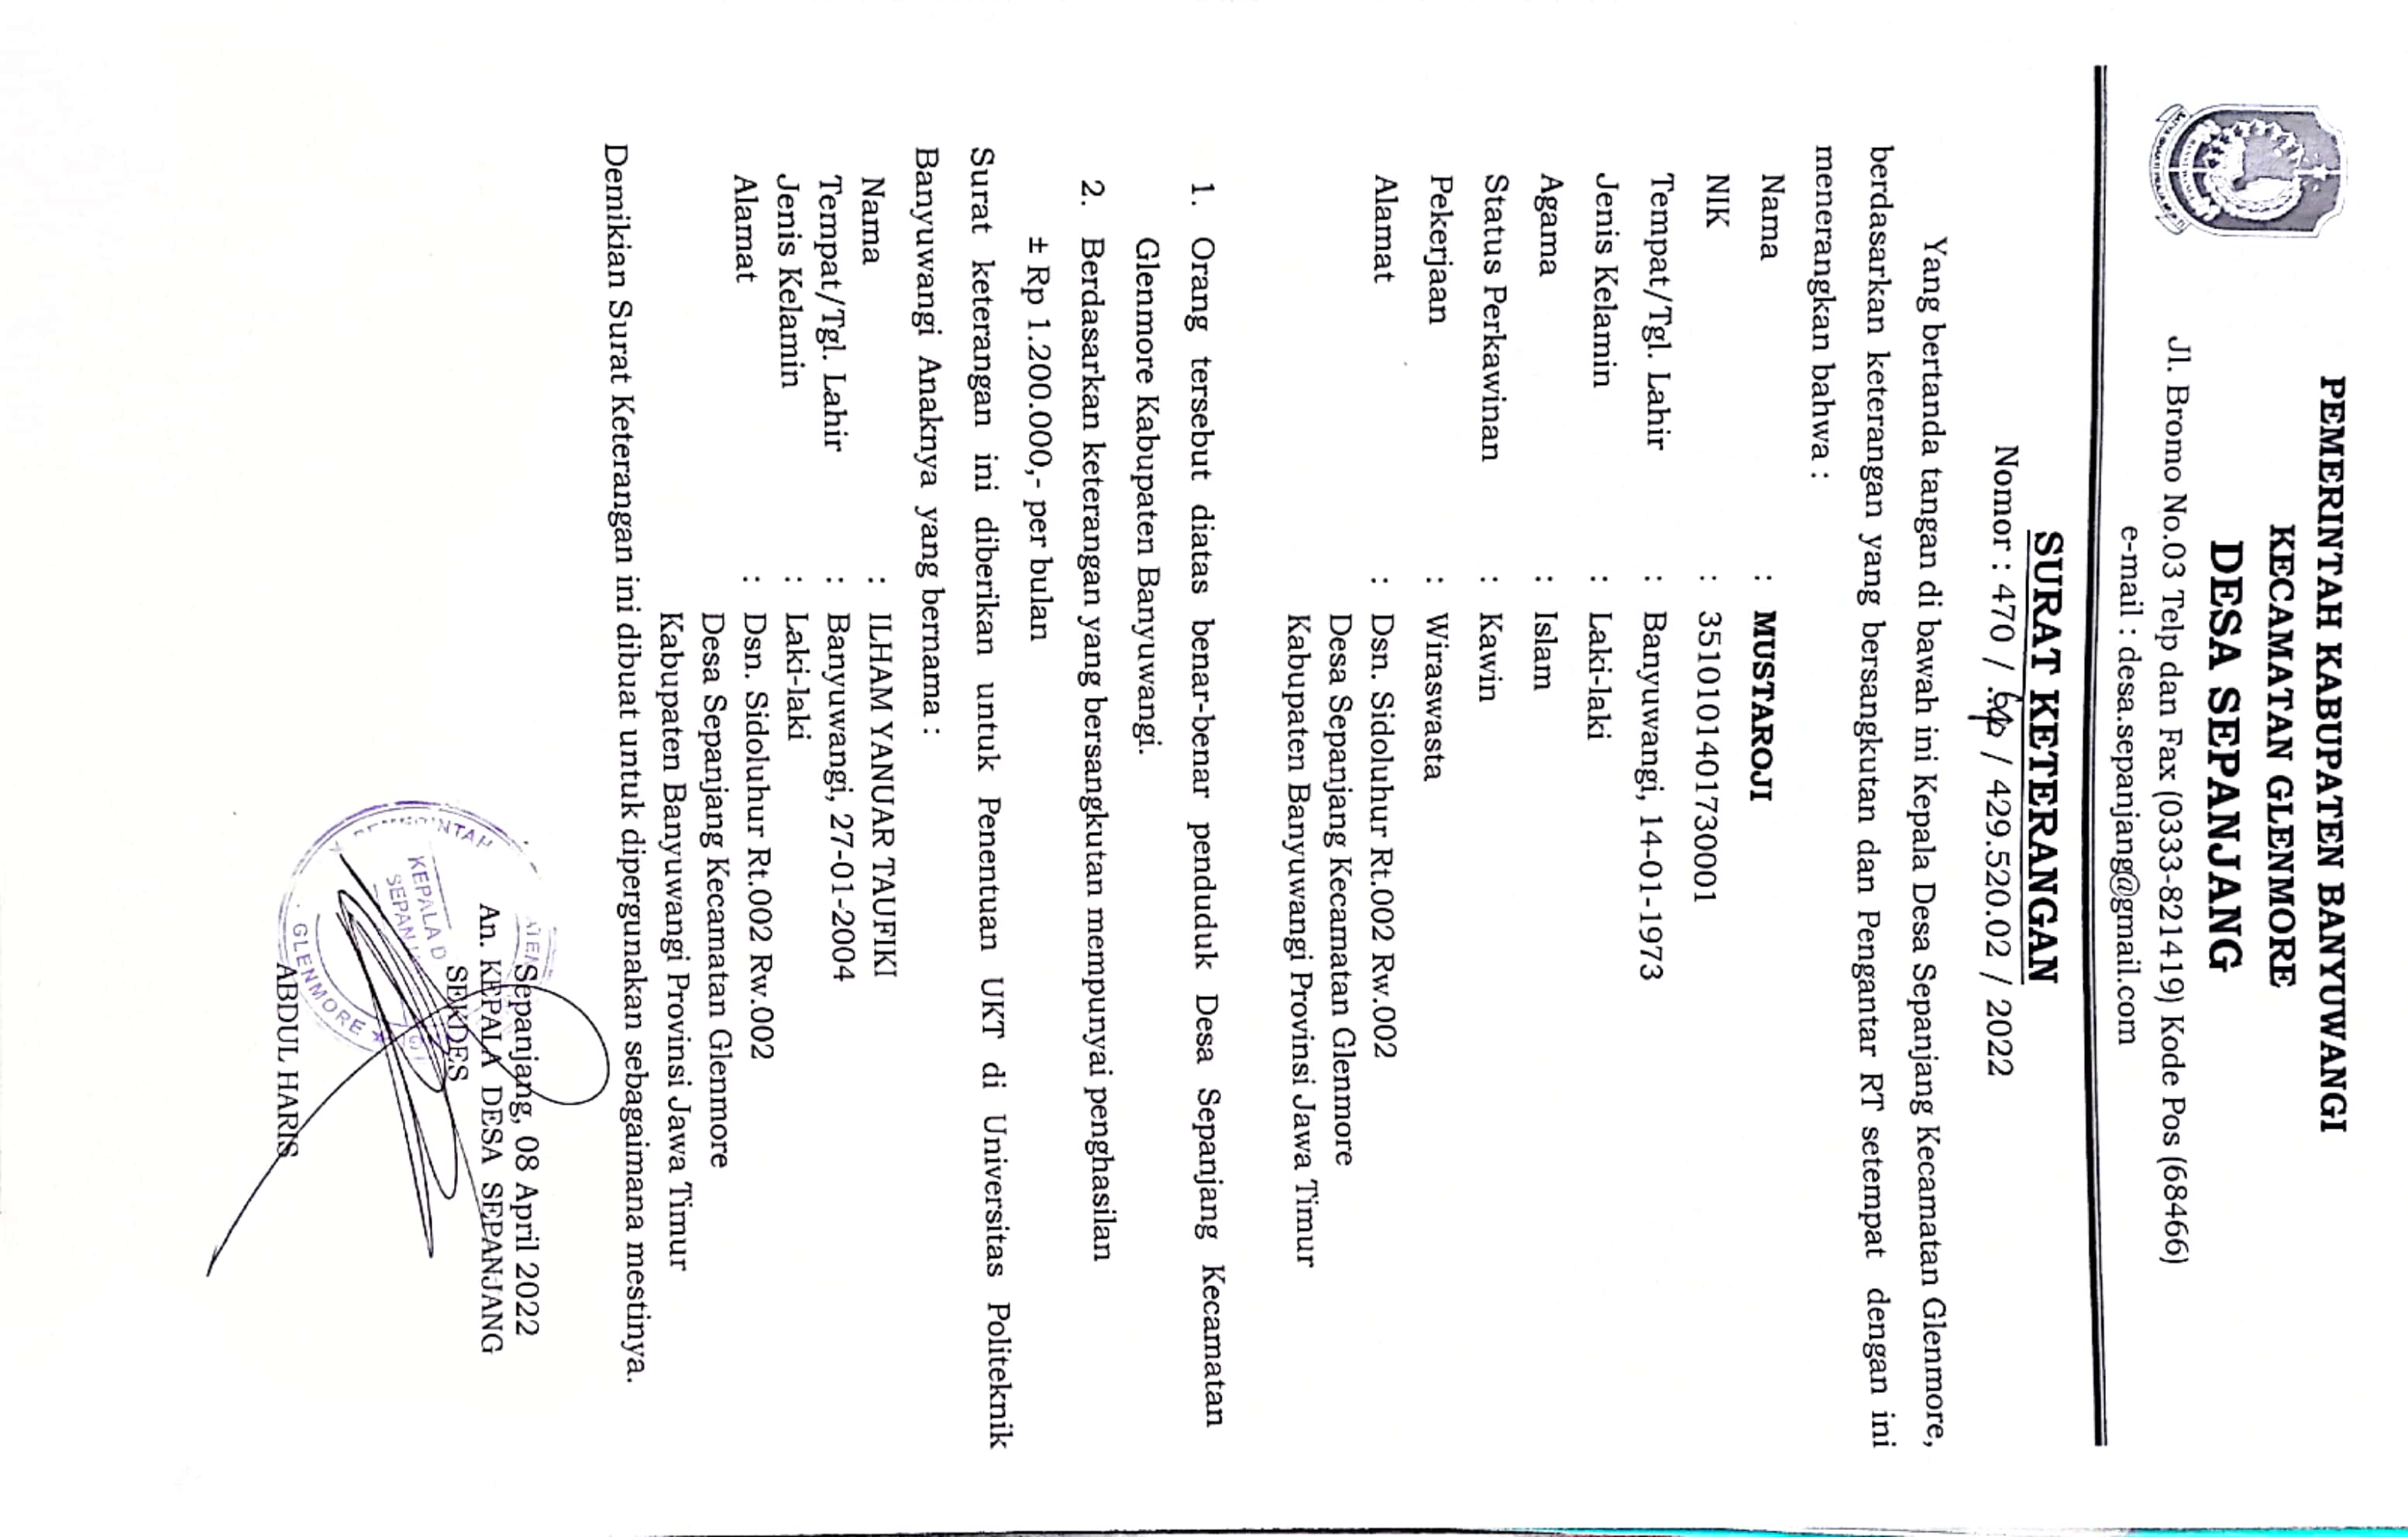 PEMERINTAH KABUPATEN BANYUWANGI
KECAMATAN GLENMORE
DESA SEPANJANG
Jl. Bromo No.03 Telp dan Fax (0333-821419) Kode Pos (68466)
e-mail : desa.sepanjang@gmail.com
SURAT KETERANGAN
Nomor : 470 / / 429.520.02 / 2022
Yang bertanda tangan di bawah ini Kepala Desa Sepanjang Kecamatan Glenmore,
berdasarkan keterangan yang bersangkutan dan Pengantar RT setempat dengan ini
menerangkan bahwa :
Nama : MUSTAROJI
NIK : 3510101401730001
Tempat/Tgl. Lahir : Banyuwangi, 14-01-1973
Jenis Kelamin : Laki-laki
Agama : Islam
Status Perkawinan : Kawin
Pekerjaan : Wiraswasta
Alamat : Dsn. Sidoluhur Rt.002 Rw.002
Desa Sepanjang Kecamatan Glenmore
Kabupaten Banyuwangi Provinsi Jawa Timur
1. Orang tersebut diatas benar-benar penduduk Desa Sepanjang Kecamatan
Glenmore Kabupaten Banyuwangi.
2. Berdasarkan keterangan yang bersangkutan mempunyai penghasilan
± Rp 1.200.000,- per bulan
Surat keterangan ini diberikan untuk Penentuan UKT di Universitas Politeknik
Banyuwangi Anaknya yang bernama :
Nama : ILHAM YANUAR TAUFIKI
Tempat/Tgl. Lahir : Banyuwangi, 27-01-2004
Jenis Kelamin : Laki-laki
Alamat : Dsn. Sidoluhur Rt.002 Rw.002
Desa Sepanjang Kecamatan Glenmore
Kabupaten Banyuwangi Provinsi Jawa Timur
Demikian Surat Keterangan ini dibuat untuk dipergunakan sebagaimana mestinya.
Sepanjang, 08 April 2022
An. KEPALA DESA SEPANJANG
SEKDES
KEPALA D
GLENMORE
ABDUL HARIS